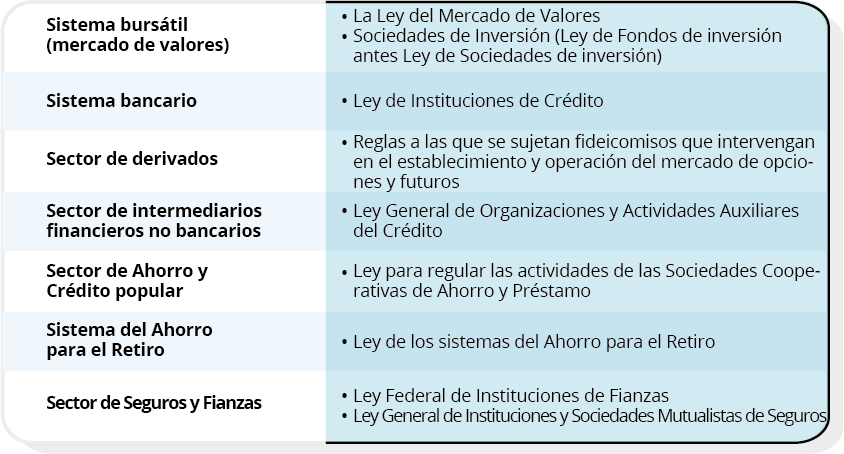 Sistema bursátil
(mercado de valores)
• La Ley del Mercado de Valores
• Sociedades de Inversión (Ley de Fondos de inversión
antes Ley de Sociedades de inversión)
Sistema bancario
• Ley de Instituciones de Crédito
Sector de derivados
• Reglas a las que se sujetan fideicomisos que intervengan
en el establecimiento y operación del mercado de opcio-
nes y futuros
Sector de intermediarios
financieros no bancarios
• Ley General de Organizaciones y Actividades Auxiliares
del Crédito
Sector de Ahorro y
Crédito popular
• Ley para regular las actividades de las Sociedades Coope-
rativas de Ahorro y Préstamo
Sistema del Ahorro
para el Retiro
• Ley de los sistemas del Ahorro para el Retiro
Sector de Seguros y Fianzas
• Ley Federal de Instituciones de Fianzas
• Ley General de Instituciones y Sociedades Mutualistas de Seguros